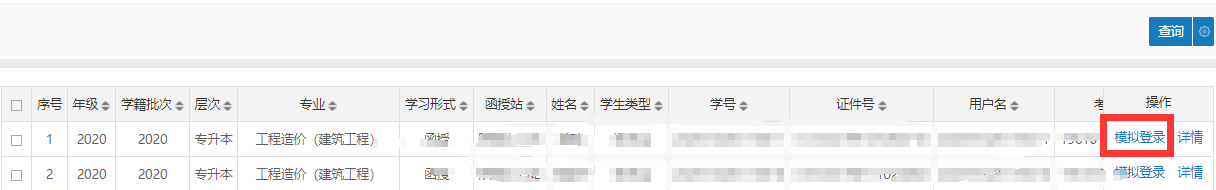 查询
序号 年级 学籍批次 层次 专业 学习形式 函授站 姓名 学生类型 学号 证件号 用户名 操作
1 2020 2020 专升本 工程造价（建筑工程） 函授 模拟登录 详情
2 2020 2020 专升本 工程造价（建筑工程） 函授 模拟登录 详情